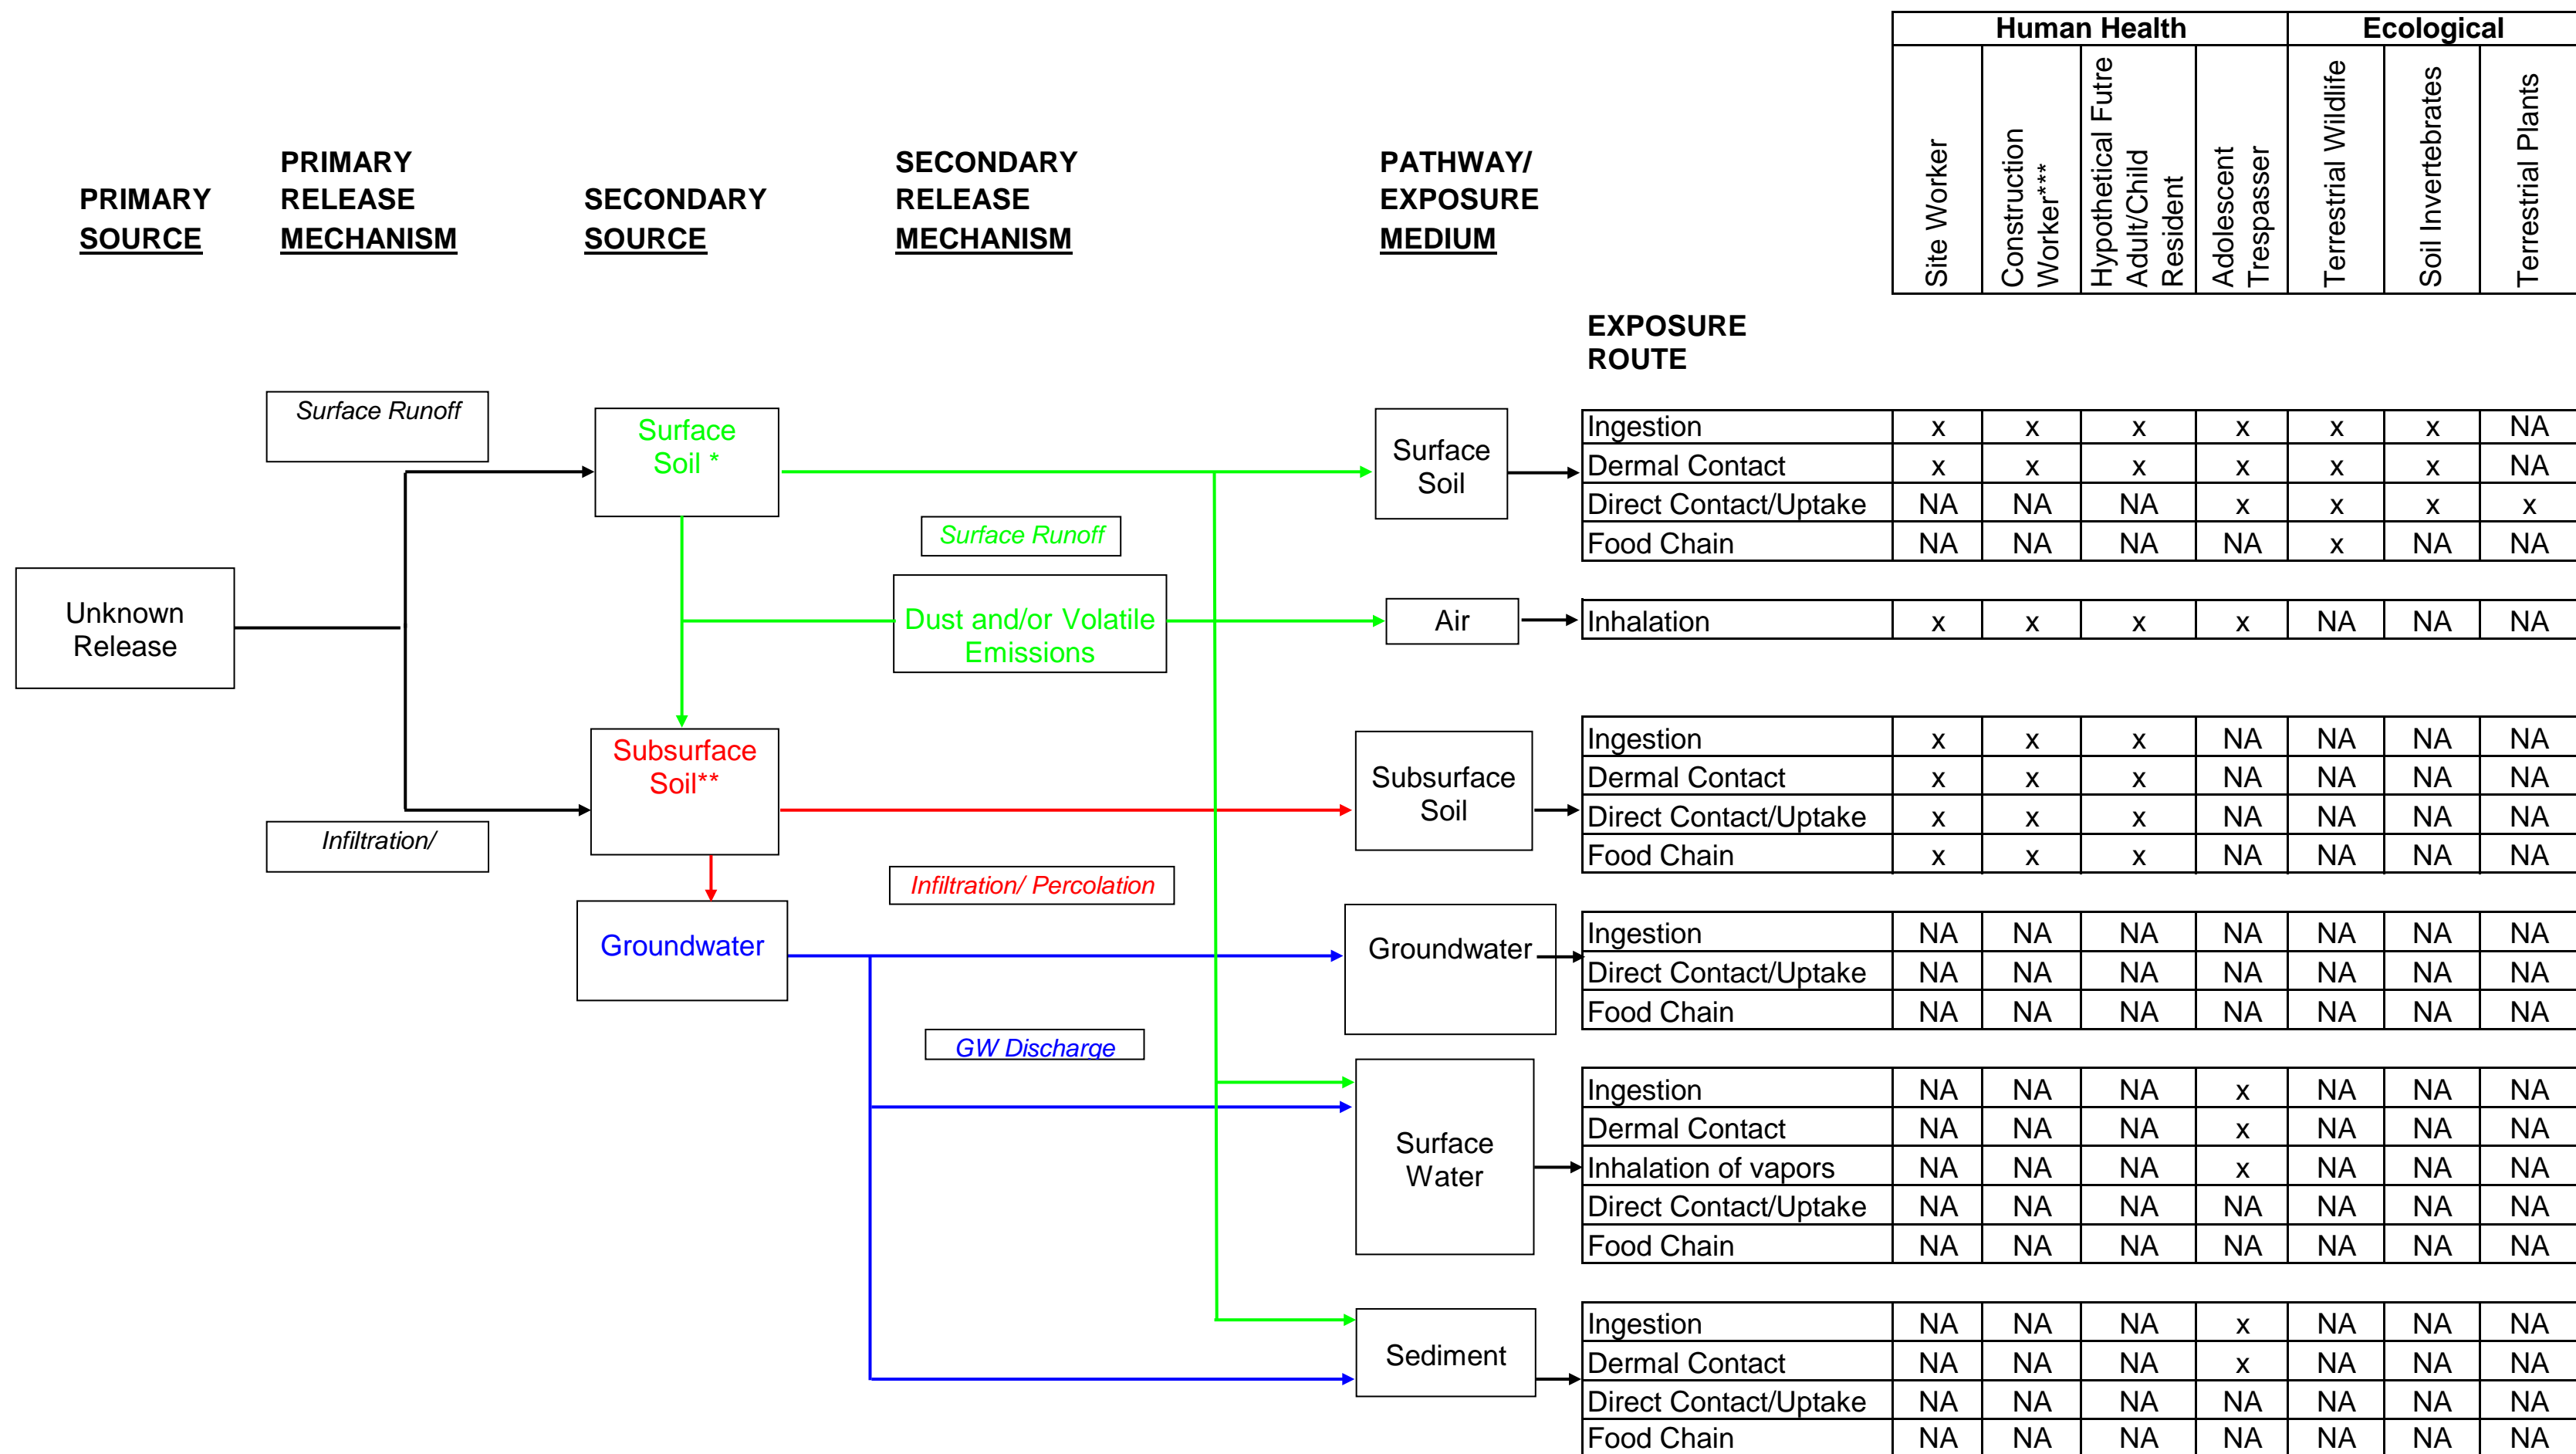 Human Health Ecological
Site Worker
Construction
Worker***
Hypothetical Futre
Adult/Child
Resident
Adolescent
Trespasser
Terrestrial Wildlife
Soil Invertebrates
Terrestrial Plants
PRIMARY
SOURCE
PRIMARY
RELEASE
MECHANISM
SECONDARY
SOURCE
SECONDARY
RELEASE
MECHANISM
PATHWAY/
EXPOSURE
MEDIUM
EXPOSURE
ROUTE
Unknown
Release
Surface Runoff
Infiltration/
Surface
Soil *
Subsurface
Soil**
Groundwater
Surface Runoff
Dust and/or Volatile
Emissions
Infiltration/ Percolation
GW Discharge
Surface
Soil
Ingestion x x x x x x NA
Dermal Contact x x x x x x NA
Direct Contact/Uptake NA NA NA x x x x
Food Chain NA NA NA NA x NA NA
Air
Inhalation x x x x NA NA NA
Subsurface
Soil
Ingestion x x x NA NA NA NA
Dermal Contact x x x NA NA NA NA
Direct Contact/Uptake x x x NA NA NA NA
Food Chain x x x NA NA NA NA
Groundwater
Ingestion NA NA NA NA NA NA NA
Direct Contact/Uptake NA NA NA NA NA NA NA
Food Chain NA NA NA NA NA NA NA
Surface
Water
Ingestion NA NA NA x NA NA NA
Dermal Contact NA NA NA x NA NA NA
Inhalation of vapors NA NA NA x NA NA NA
Direct Contact/Uptake NA NA NA NA NA NA NA
Food Chain NA NA NA NA NA NA NA
Sediment
Ingestion NA NA NA x NA NA NA
Dermal Contact NA NA NA x NA NA NA
Direct Contact/Uptake NA NA NA NA NA NA NA
Food Chain NA NA NA NA NA NA NA